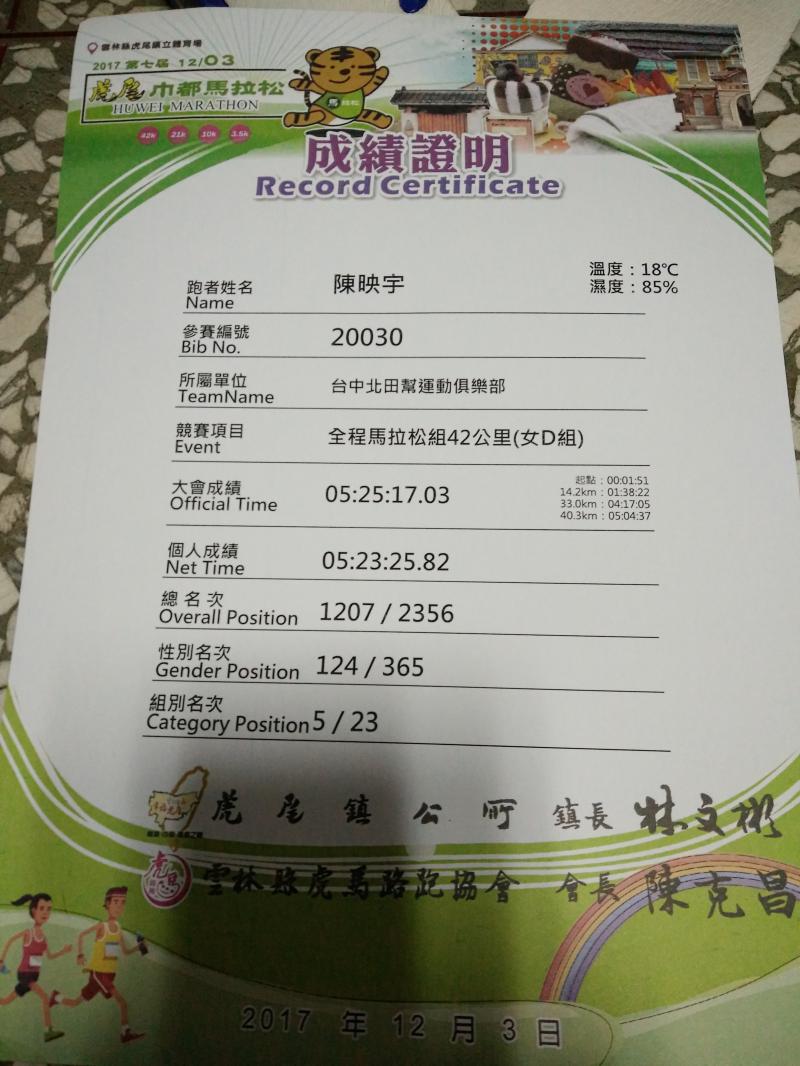 雲林縣虎尾鎮立體育場
2017 第七屆 12/03
虎尾 巾都馬拉松
HUWEI MARATHON
42k 21k 10k 3.5k
馬拉松
成績證明
Record Certificate
溫度：18℃
濕度：85%
跑者姓名 陳映宇
Name
參賽編號 20030
Bib No.
所屬單位 台中北田幫運動俱樂部
TeamName
競賽項目 全程馬拉松組42公里(女D組)
Event
大會成績 05:25:17.03
Official Time
起點：00:01:51
14.2km：01:38:22
33.0km：04:17:05
40.3km：05:04:37
個人成績 05:23:25.82
Net Time
總名次 1207 / 2356
Overall Position
性別名次 124 / 365
Gender Position
組別名次 5 / 23
Category Position
虎尾鎮公所 鎮長 林文彬
雲林縣虎馬路跑協會 會長 陳克昌
2017 年 12 月 3 日